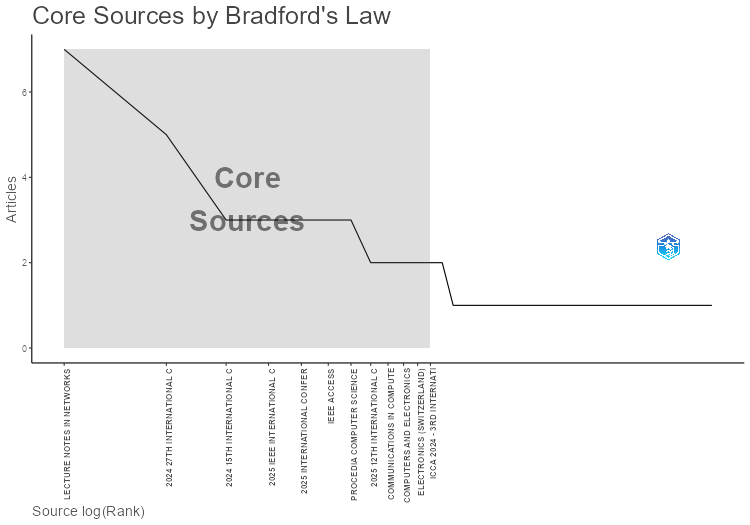 Core Sources by Bradford's Law
Articles
6
4
2
0
Core
Sources
LECTURE NOTES IN NETWORKS
2024 27TH INTERNATIONAL C
2024 15TH INTERNATIONAL C
2025 IEEE INTERNATIONAL C
2025 INTERNATIONAL CONFER
IEEE ACCESS
PROCEDIA COMPUTER SCIENCE
2025 12TH INTERNATIONAL C
COMMUNICATIONS IN COMPUTE
COMPUTERS AND ELECTRONICS
ELECTRONICS (SWITZERLAND)
ICCA 2024 - 3RD INTERNATI
Source log(Rank)